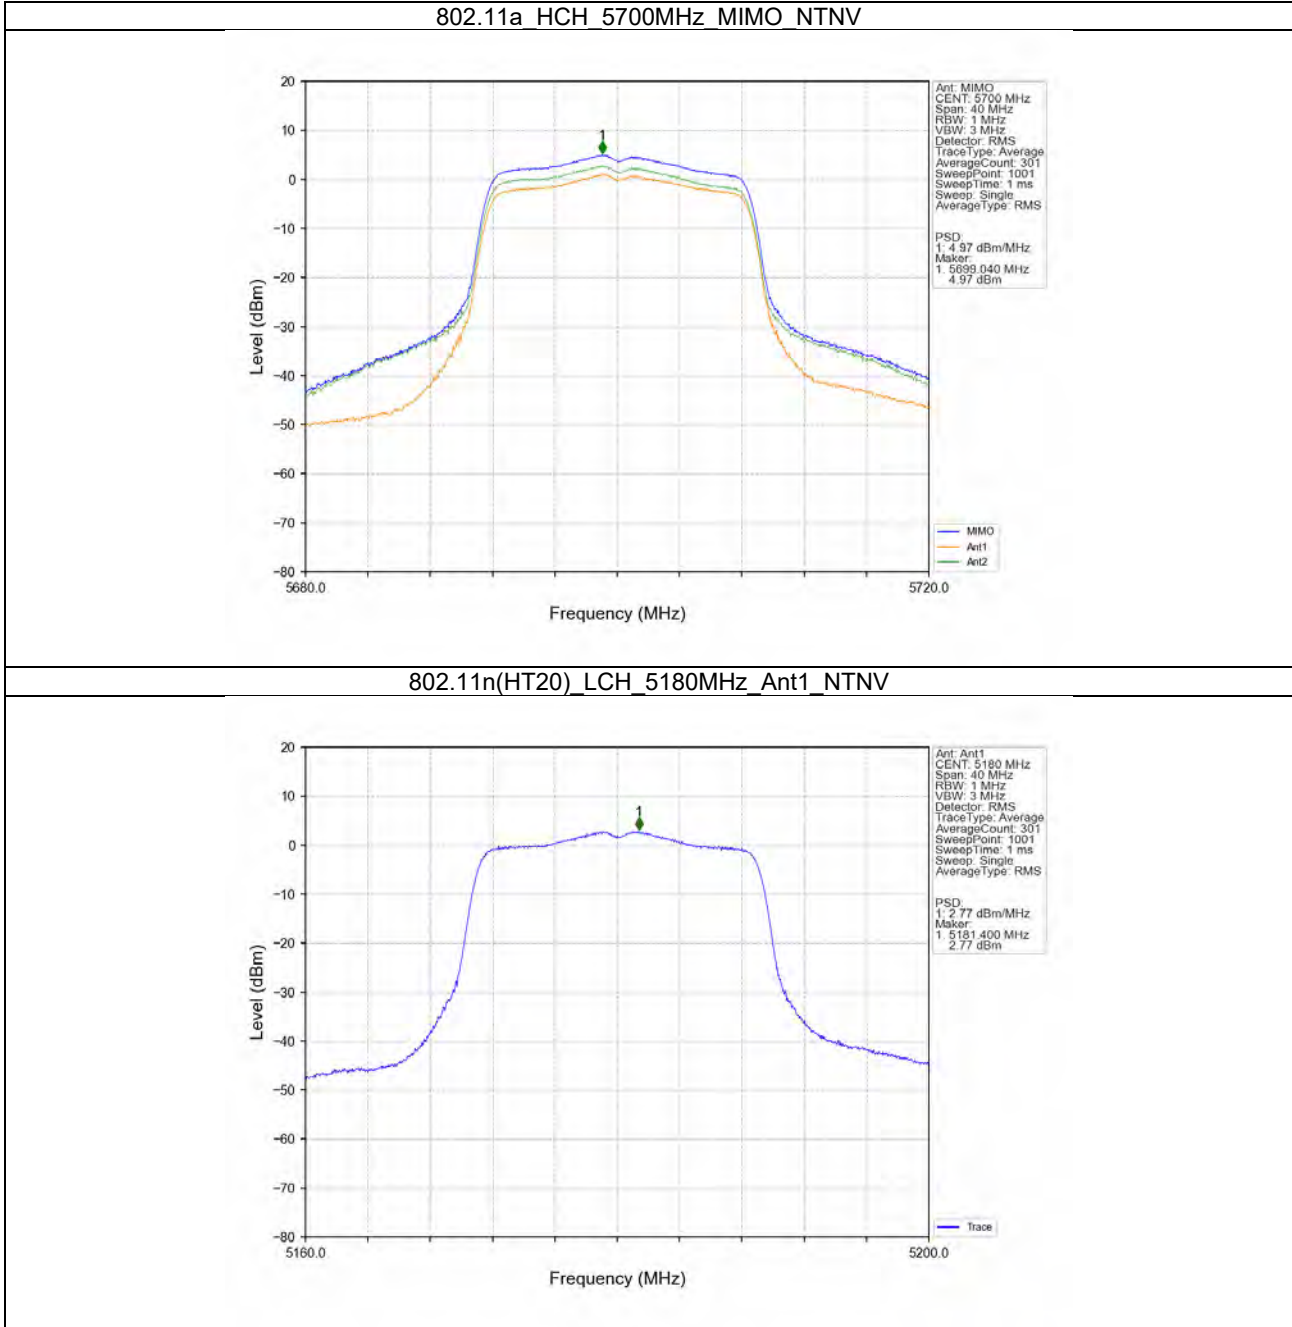 802.11a_HCH_5700MHz_MIMO_NTNV
20
10
0
−10
−20
−30
−40
−50
−60
−70
−80
Level (dBm)
1
5680.0
5720.0
Frequency (MHz)
Ant: MIMO
CENT: 5700 MHz
Span: 40 MHz
RBW: 1 MHz
VBW: 3 MHz
Detector: RMS
TraceType: Average
AverageCount: 301
SweepPoint: 1001
SweepTime: 1 ms
Sweep: Single
AverageType: RMS
PSD:
1: 4.97 dBm/MHz
Maker:
1. 5699.040 MHz
4.97 dBm
MIMO
Ant1
Ant2
802.11n(HT20)_LCH_5180MHz_Ant1_NTNV
20
10
0
−10
−20
−30
−40
−50
−60
−70
−80
Level (dBm)
1
5160.0
5200.0
Frequency (MHz)
Ant: Ant1
CENT: 5180 MHz
Span: 40 MHz
RBW: 1 MHz
VBW: 3 MHz
Detector: RMS
TraceType: Average
AverageCount: 301
SweepPoint: 1001
SweepTime: 1 ms
Sweep: Single
AverageType: RMS
PSD:
1: 2.77 dBm/MHz
Maker:
1. 5181.400 MHz
2.77 dBm
Trace